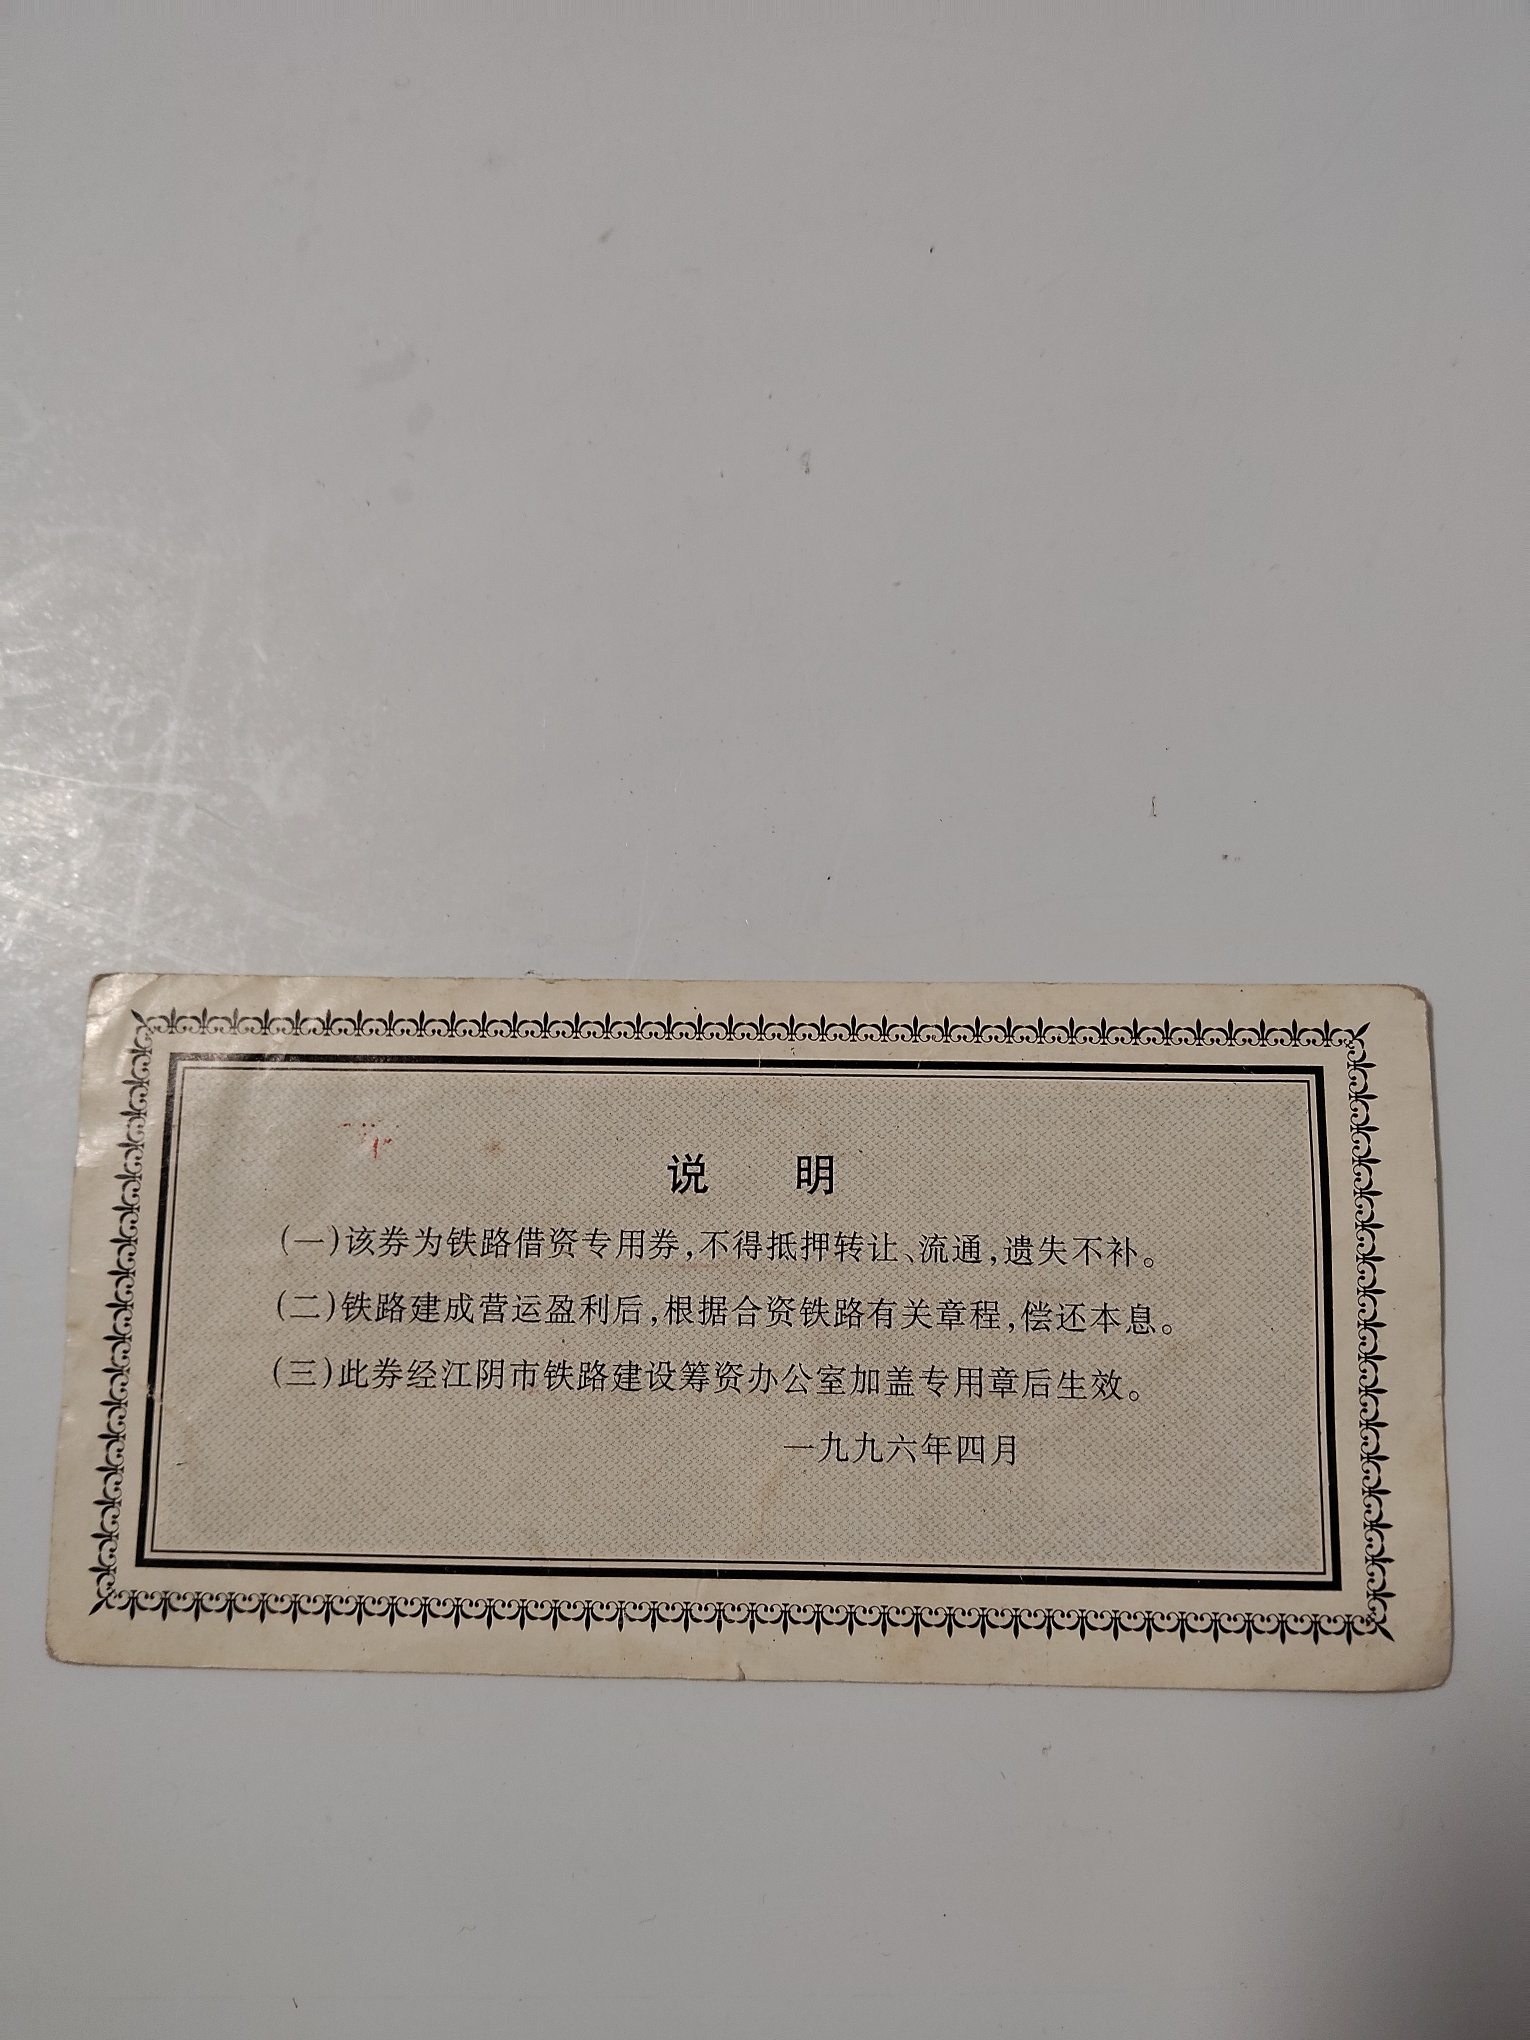 说 明
(一)该券为铁路借资专用券,不得抵押转让、流通,遗失不补。
(二)铁路建成营运盈利后,根据合资铁路有关章程,偿还本息。
(三)此券经江阴市铁路建设筹资办公室加盖专用章后生效。
一九九六年四月